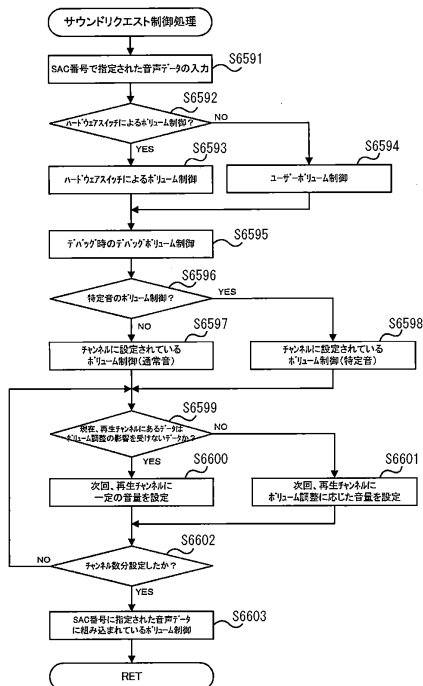 サウンドリクエスト制御処理
S6591
SAC番号で指定された音声データの入力
S6592
ハードウェアスイッチによるボリューム制御？
NO
YES
S6593
ハードウェアスイッチによるボリューム制御
S6594
ユーザーボリューム制御
S6595
デバッグ時のデバッグボリューム制御
S6596
特定音のボリューム制御？
YES
NO
S6597
チャンネルに設定されている
ボリューム制御(通常音)
S6598
チャンネルに設定されている
ボリューム制御(特定音)
S6599
現在、再生チャンネルにあるデータは
ボリューム調整の影響を受けないデータか？
NO
YES
S6600
次回、再生チャンネルに
一定の音量を設定
S6601
次回、再生チャンネルに
ボリューム調整に応じた音量を設定
S6602
NO
チャンネル数分設定したか？
YES
S6603
SAC番号に指定された音声データ
に組み込まれているボリューム制御
RET